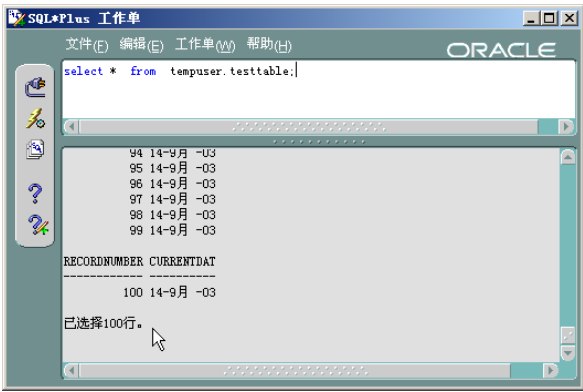 SQL*Plus 工作单
文件(F) 编辑(E) 工作单(W) 帮助(H)
ORACLE
select * from tempuser.testtable;
94 14-9月 -03
95 14-9月 -03
96 14-9月 -03
97 14-9月 -03
98 14-9月 -03
99 14-9月 -03
RECORDNUMBER CURRENTDAT
------------ ----------
100 14-9月 -03
已选择100行。